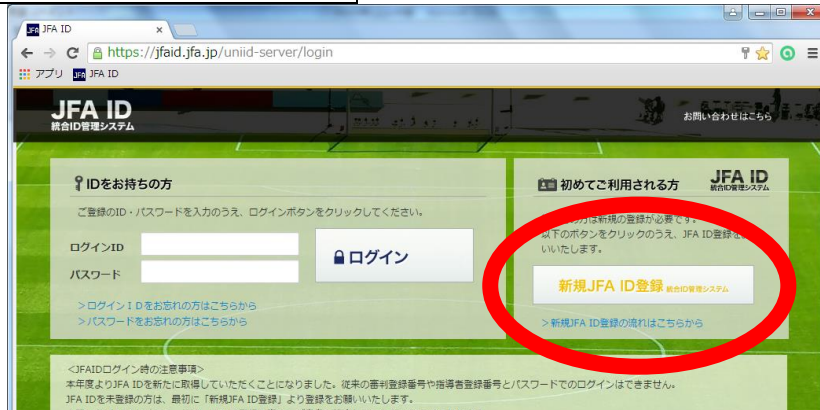 JFA ID
https://jfaid.jfa.jp/uniid-server/login
アプリ JFA JFA ID
JFA ID
統合ID管理システム
お問い合わせはこちら
IDをお持ちの方
ご登録のID・パスワードを入力のうえ、ログインボタンをクリックしてください。
ログインID
パスワード
ログイン
>ログインIDをお忘れの方はこちらから
>パスワードをお忘れの方はこちらから
初めてご利用される方
JFA ID
統合ID管理システム
の方は新規の登録が必要です。
以下のボタンをクリックのうえ、JFA ID登録を
いいたします。
新規JFA ID登録 統合ID管理システム
>新規JFA ID登録の流れはこちらから
<JFAIDログイン時の注意事項>
本年度よりJFA IDを新たに取得していただくことになりました。従来の審判登録番号や指導者登録番号とパスワードでのログインはできません。
JFA IDを未登録の方は、最初に「新規JFA ID登録」より登録をお願いいたします。